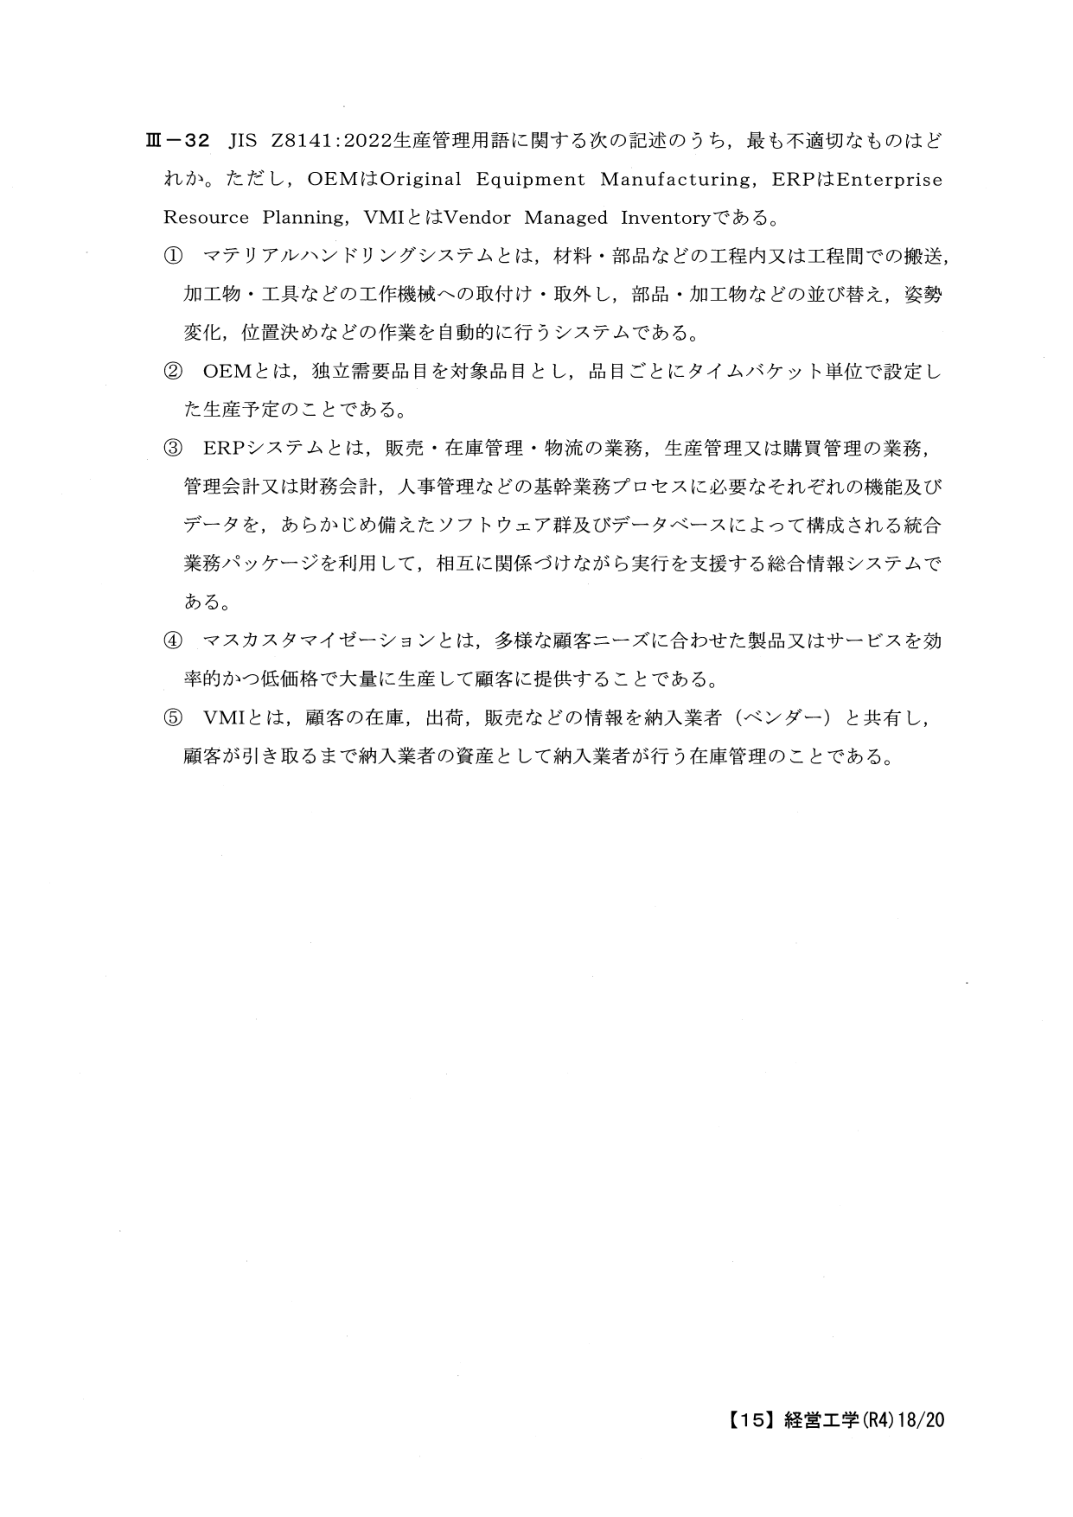 Ⅲ－32　JIS Z8141:2022生産管理用語に関する次の記述のうち，最も不適切なものはど
れか。ただし，OEMはOriginal Equipment Manufacturing，ERPはEnterprise
Resource Planning，VMIとはVendor Managed Inventoryである。
①　マテリアルハンドリングシステムとは，材料・部品などの工程内又は工程間での搬送，
加工物・工具などの工作機械への取付け・取外し，部品・加工物などの並び替え，姿勢
変化，位置決めなどの作業を自動的に行うシステムである。
②　OEMとは，独立需要品目を対象品目とし，品目ごとにタイムバケット単位で設定し
た生産予定のことである。
③　ERPシステムとは，販売・在庫管理・物流の業務，生産管理又は購買管理の業務，
管理会計又は財務会計，人事管理などの基幹業務プロセスに必要なそれぞれの機能及び
データを，あらかじめ備えたソフトウェア群及びデータベースによって構成される統合
業務パッケージを利用して，相互に関係づけながら実行を支援する総合情報システムで
ある。
④　マスカスタマイゼーションとは，多様な顧客ニーズに合わせた製品又はサービスを効
率的かつ低価格で大量に生産して顧客に提供することである。
⑤　VMIとは，顧客の在庫，出荷，販売などの情報を納入業者（ベンダー）と共有し，
顧客が引き取るまで納入業者の資産として納入業者が行う在庫管理のことである。
【15】経営工学(R4)18/20